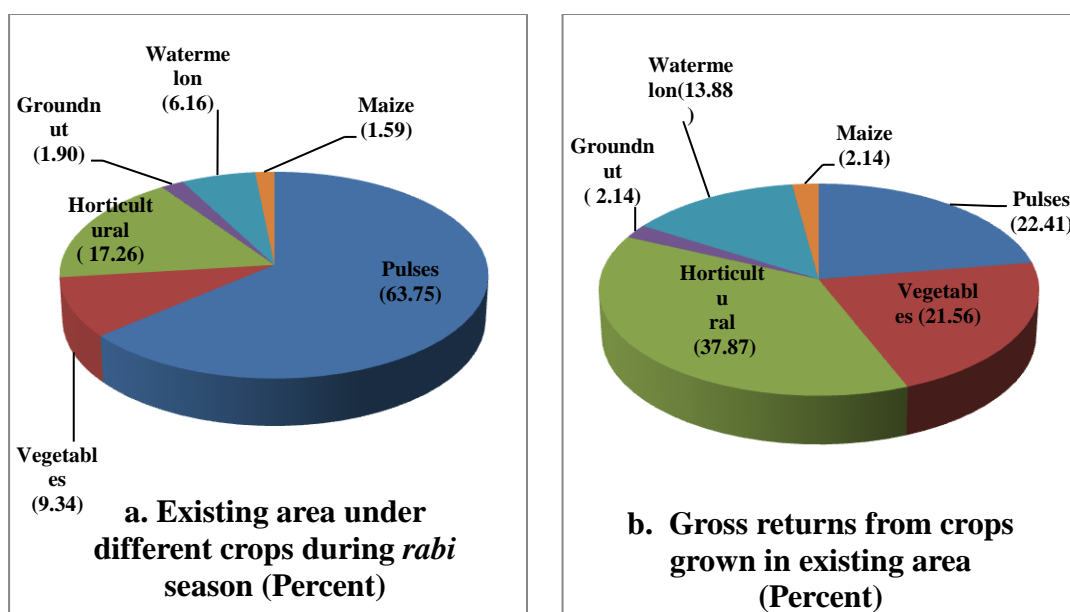 Waterme
lon
(6.16)
Maize
(1.59)
Groundn
ut
(1.90)
Horticult
ural
( 17.26)
Pulses
(63.75)
Vegetabl
es
(9.34)
a. Existing area under
different crops during rabi
season (Percent)
Waterme
lon(13.88
)
Maize
(2.14)
Groundn
ut
( 2.14)
Pulses
(22.41)
Horticult
u
ral
(37.87)
Vegetabl
es (21.56)
b. Gross returns from crops
grown in existing area
(Percent)